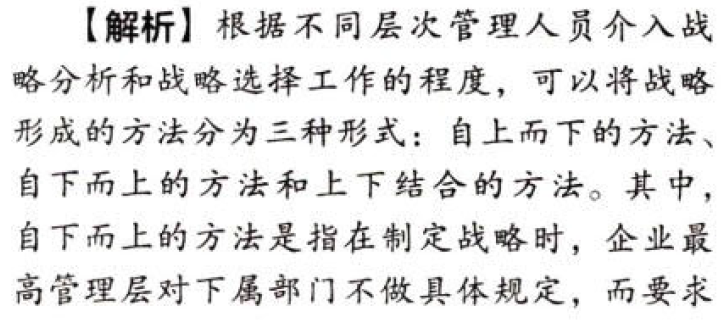 【解析】根据不同层次管理人员介入战
略分析和战略选择工作的程度，可以将战略
形成的方法分为三种形式：自上而下的方法、
自下而上的方法和上下结合的方法。其中，
自下而上的方法是指在制定战略时，企业最
高管理层对下属部门不做具体规定，而要求